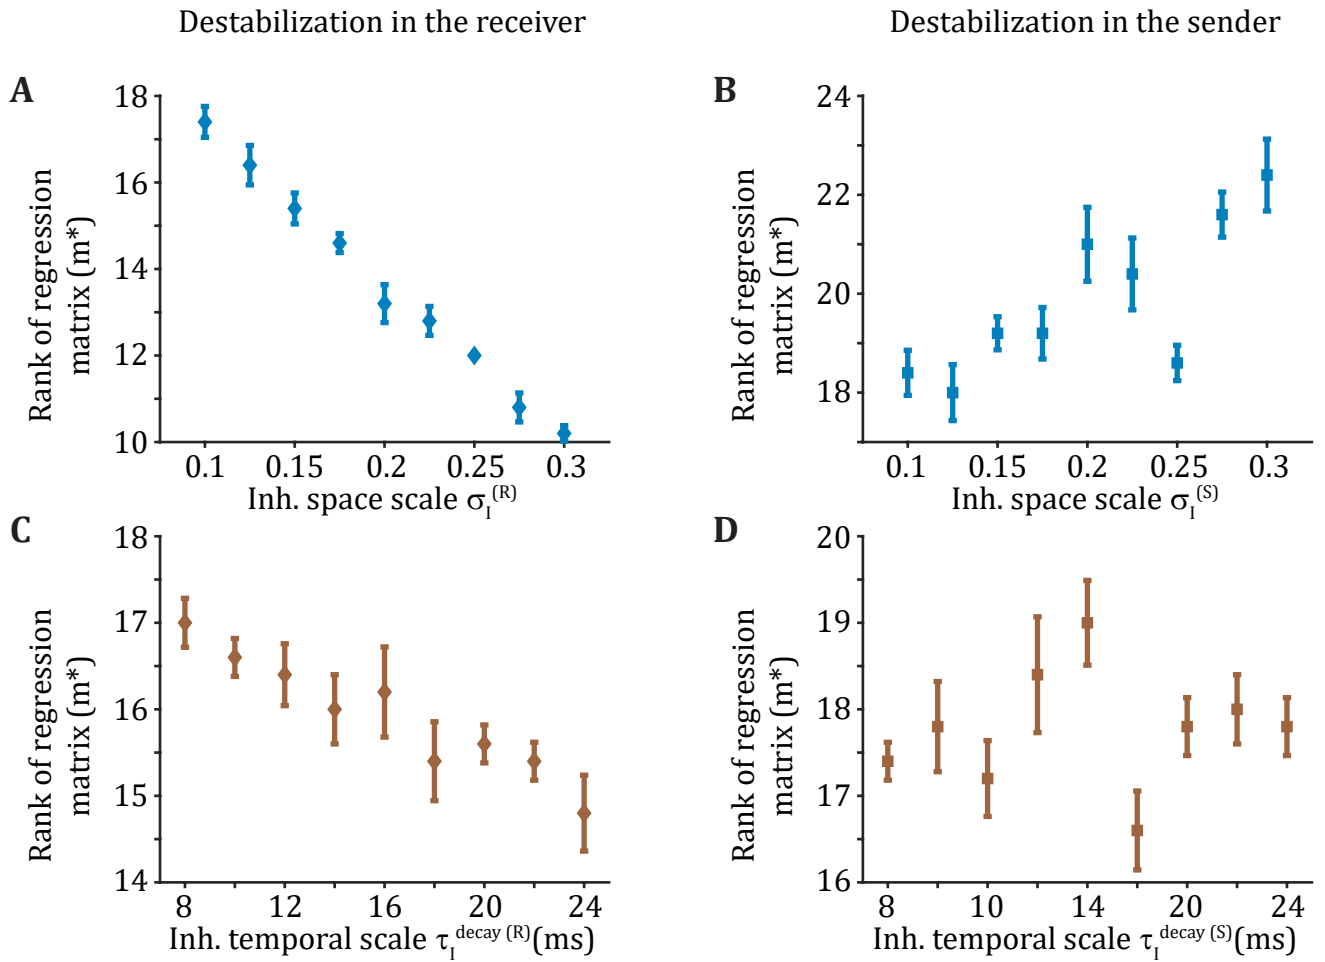 Destabilization in the receiver
Destabilization in the sender
A
18
16
14
12
10
Rank of regression
matrix (m*)
0.1 0.15 0.2 0.25 0.3
Inh. space scale σI(R)
B
24
22
20
18
Rank of regression
matrix (m*)
0.1 0.15 0.2 0.25 0.3
Inh. space scale σI(S)
C
18
17
16
15
14
Rank of regression
matrix (m*)
8 12 16 20 24
Inh. temporal scale τIdecay (R)(ms)
D
20
19
18
17
16
Rank of regression
matrix (m*)
8 10 14 20 24
Inh. temporal scale τIdecay (S)(ms)